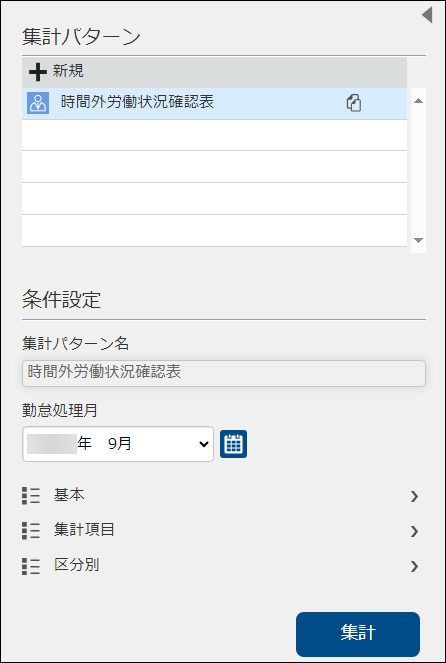 集計パターン
新規
時間外労働状況確認表
条件設定
集計パターン名
時間外労働状況確認表
勤怠処理月
年 9月
基本
集計項目
区分別
集計